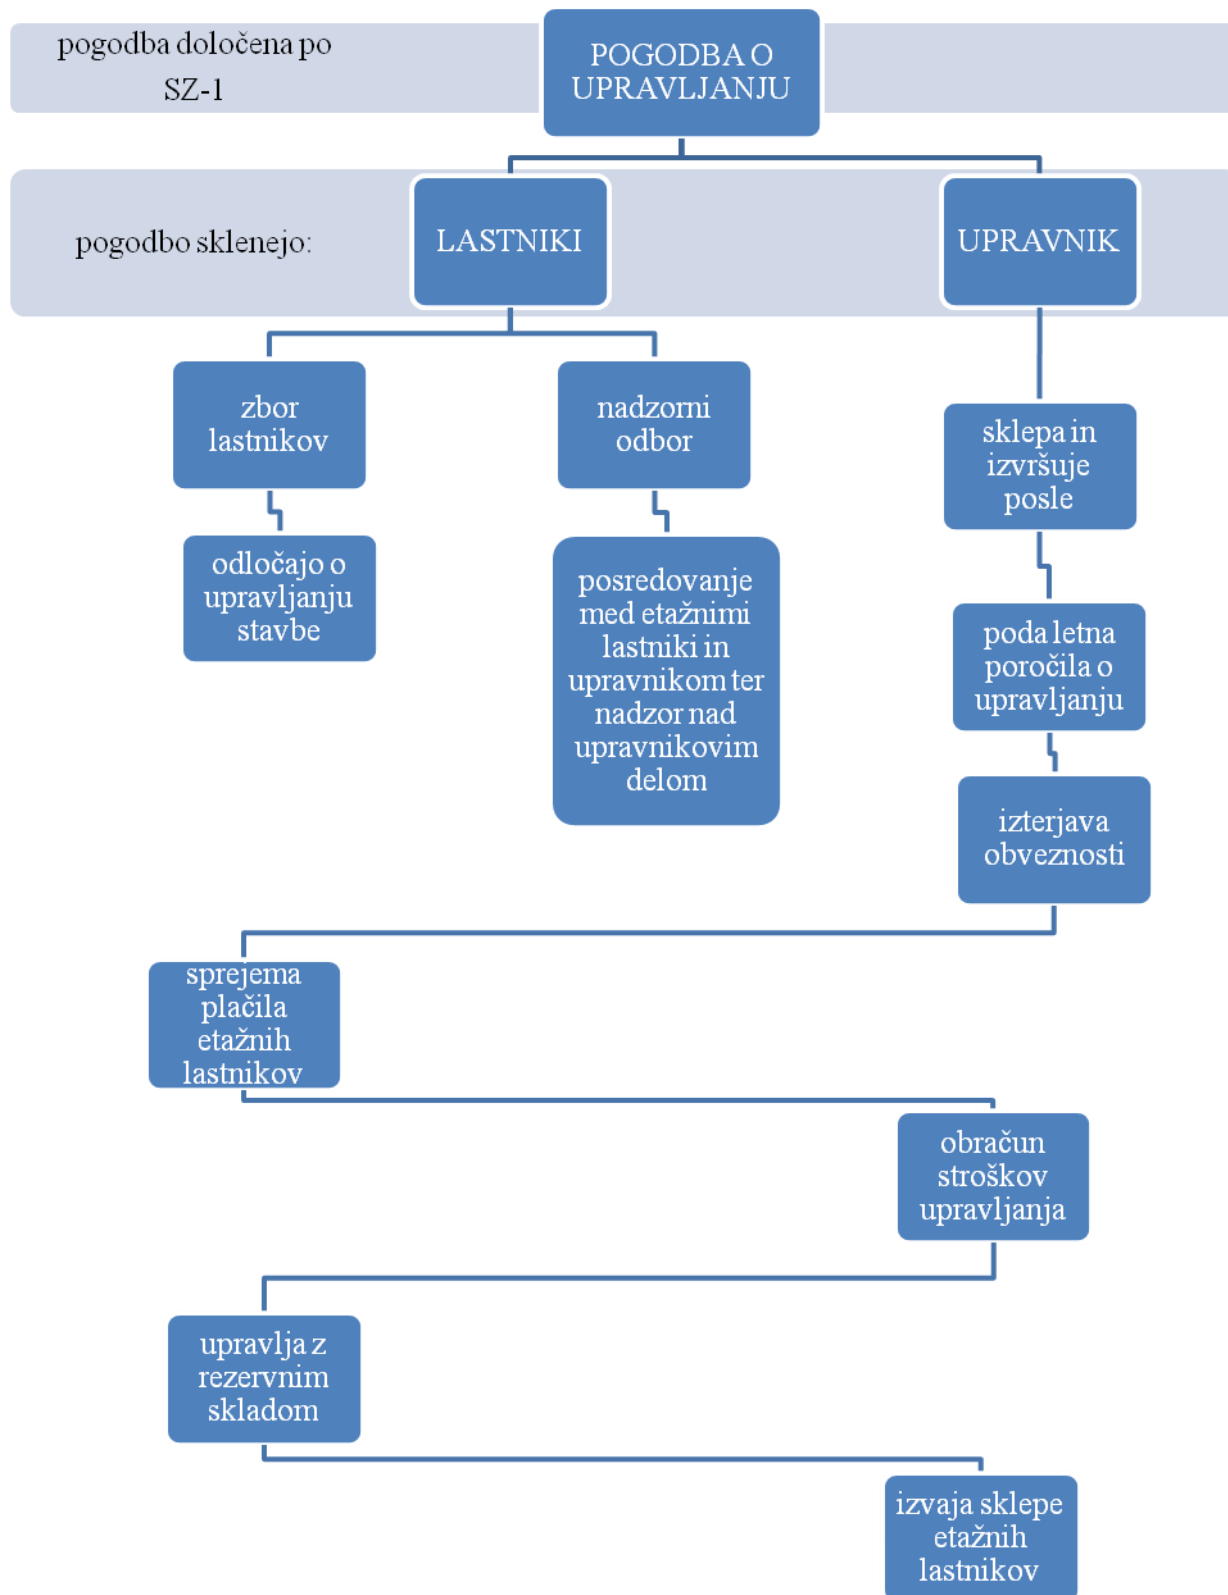 pogodba določena po
SZ-1
POGODBA O
UPRAVLJANJU
pogodbo sklenejo:
LASTNIKI
UPRAVNIK
zbor
lastnikov
nadzorni
odbor
sklepa in
izvršuje
posle
odločajo o
upravljanju
stavbe
posredovanje
med etažnimi
lastniki in
upravnikom ter
nadzor nad
upravnikovim
delom
poda letna
poročila o
upravljanju
izterjava
obveznosti
sprejema
plačila
etažnih
lastnikov
obračun
stroškov
upravljanja
upravlja z
rezervnim
skladom
izvaja sklepe
etažnih
lastnikov